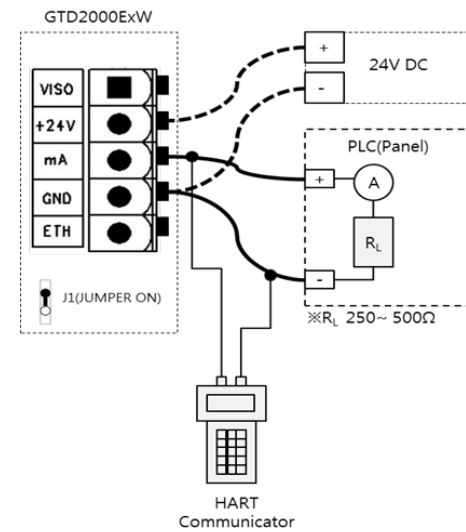 GTD2000ExW
VISO
+24V
mA
GND
ETH
J1(JUMPER ON)
+
-
24V DC
PLC(Panel)
+
A
RL
-
※RL 250~ 500Ω
HART
Communicator